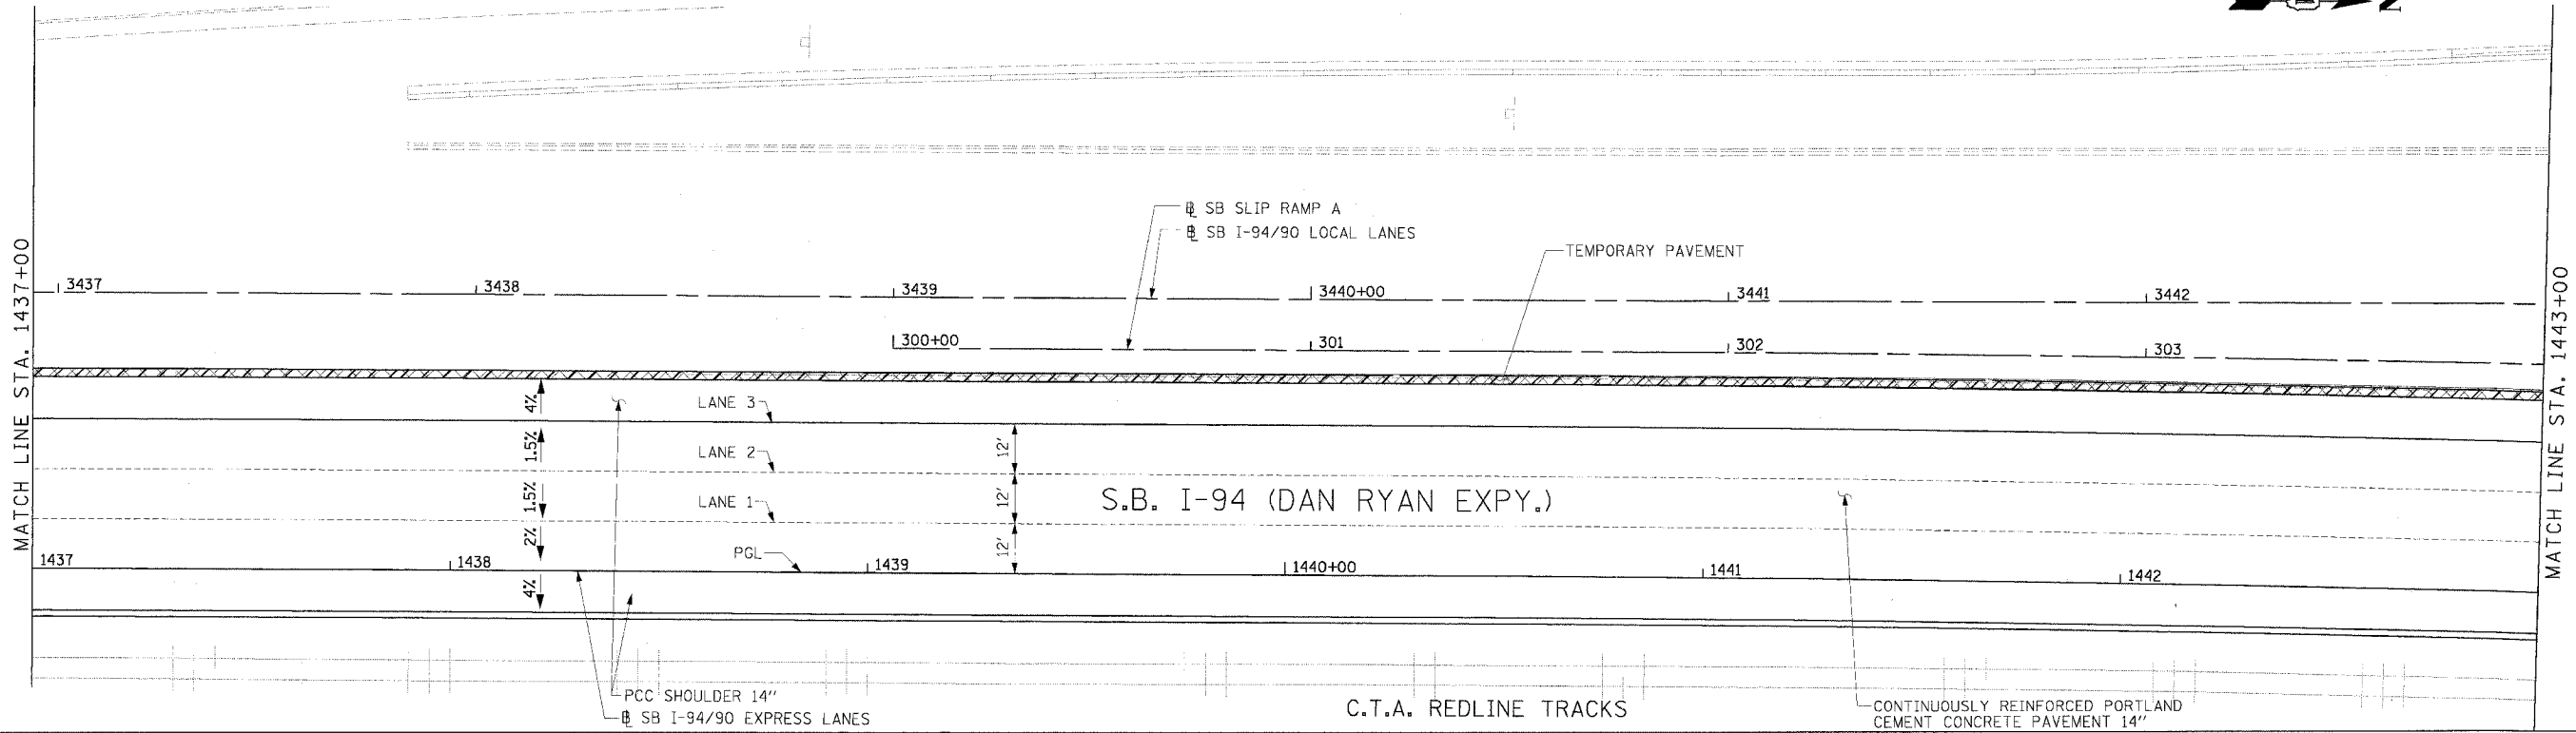 N
MATCH LINE STA. 1437+00
MATCH LINE STA. 1443+00
℄ SB SLIP RAMP A
℄ SB I-94/90 LOCAL LANES
TEMPORARY PAVEMENT
3437
3438
3439
3440+00
3441
3442
300+00
301
302
303
4%
1.5%
1.5%
2%
4%
LANE 3
LANE 2
LANE 1
PGL
12'
12'
12'
S.B. I-94 (DAN RYAN EXPY.)
1437
1438
1439
1440+00
1441
1442
PCC SHOULDER 14"
℄ SB I-94/90 EXPRESS LANES
C.T.A. REDLINE TRACKS
CONTINUOUSLY REINFORCED PORTLAND
CEMENT CONCRETE PAVEMENT 14"